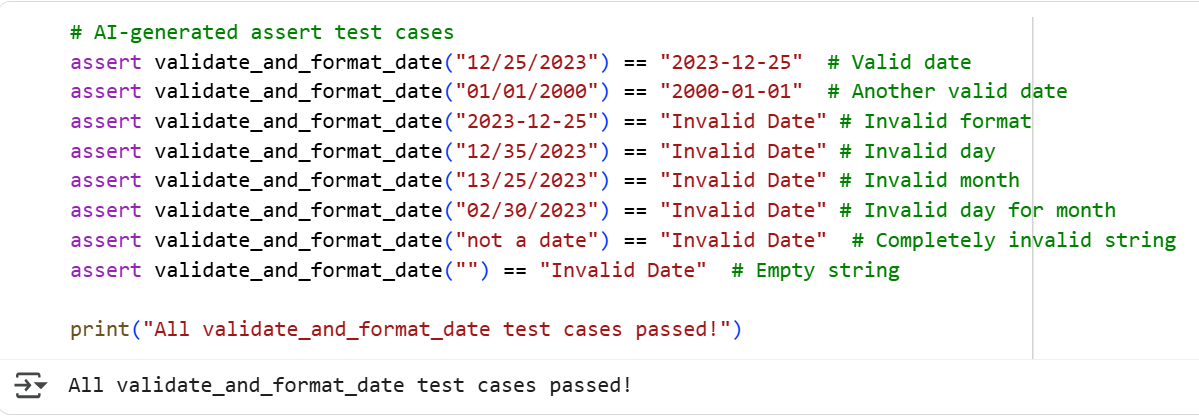 # AI-generated assert test cases
assert validate_and_format_date("12/25/2023") == "2023-12-25"  # Valid date
assert validate_and_format_date("01/01/2000") == "2000-01-01"  # Another valid date
assert validate_and_format_date("2023-12-25") == "Invalid Date" # Invalid format
assert validate_and_format_date("12/35/2023") == "Invalid Date" # Invalid day
assert validate_and_format_date("13/25/2023") == "Invalid Date" # Invalid month
assert validate_and_format_date("02/30/2023") == "Invalid Date" # Invalid day for month
assert validate_and_format_date("not a date") == "Invalid Date"  # Completely invalid string
assert validate_and_format_date("") == "Invalid Date"  # Empty string
print("All validate_and_format_date test cases passed!")
All validate_and_format_date test cases passed!